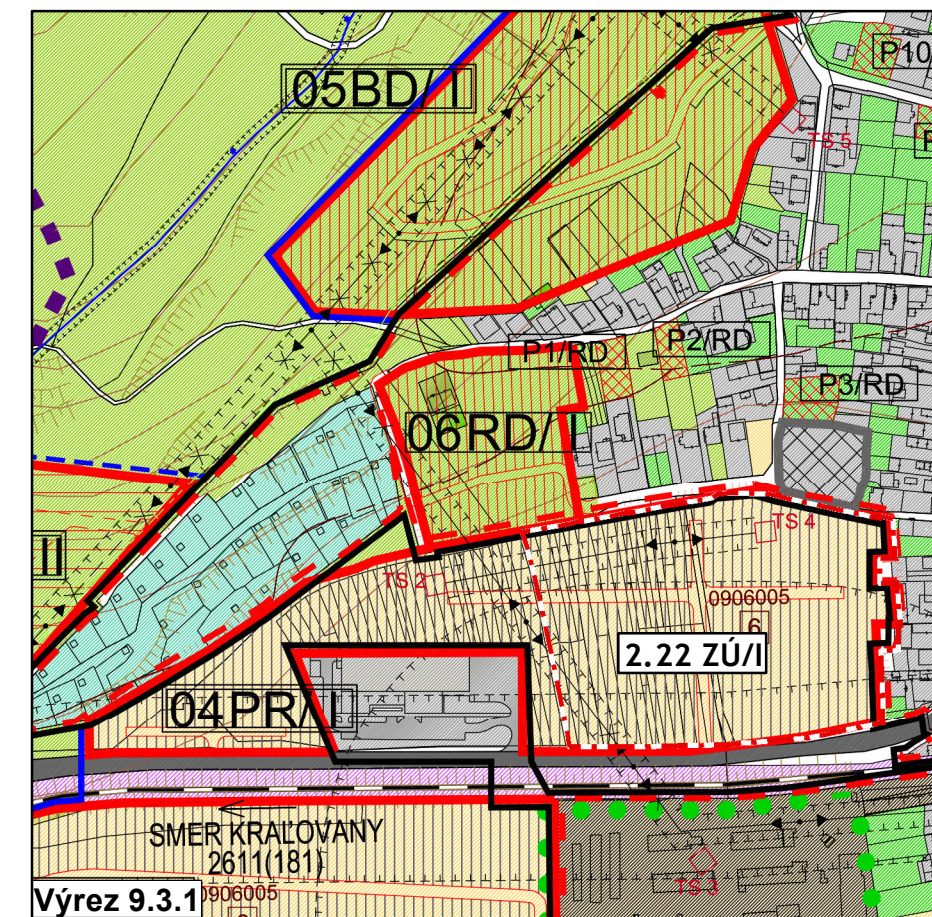 05BD/ I
P10
TS 5
P
P1/RD
P2/RD
P3/RD
06RD/ I
II
TS 4
TS 2
0906005
6
2.22 ZÚ/I
04PR/ I
SMER KRAĽOVANY
2611(181)
TS 3
Výrez 9.3.1
0906005